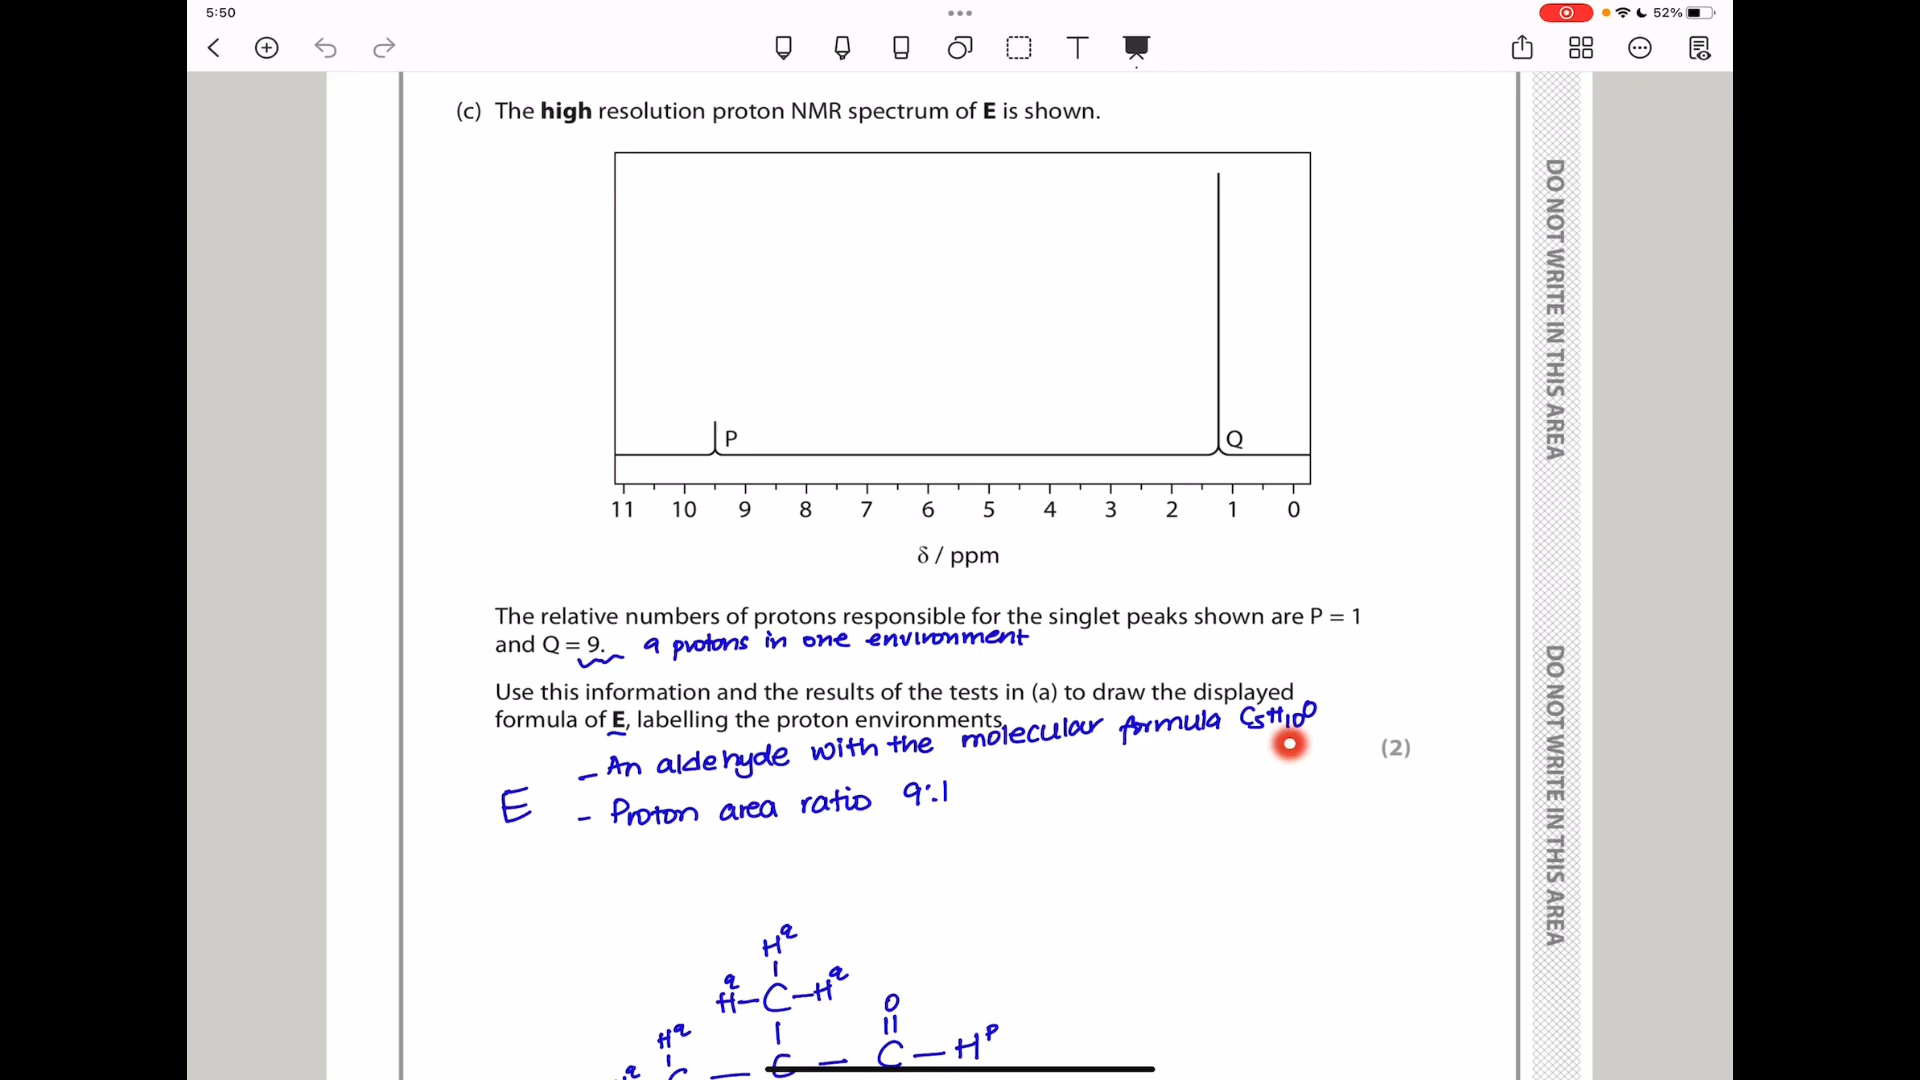 5:50
52%
(c) The high resolution proton NMR spectrum of E is shown.
P
Q
11 10 9 8 7 6 5 4 3 2 1 0
δ / ppm
The relative numbers of protons responsible for the singlet peaks shown are P = 1
and Q = 9. 9 protons in one environment
Use this information and the results of the tests in (a) to draw the displayed
formula of E, labelling the proton environments.
- An aldehyde with the molecular formula C5H10O
(2)
E - Proton area ratio 9:1
H q
q H – C – H q
O
H q
C – H P
q C – C –
DO NOT WRITE IN THIS AREA
DO NOT WRITE IN THIS AREA